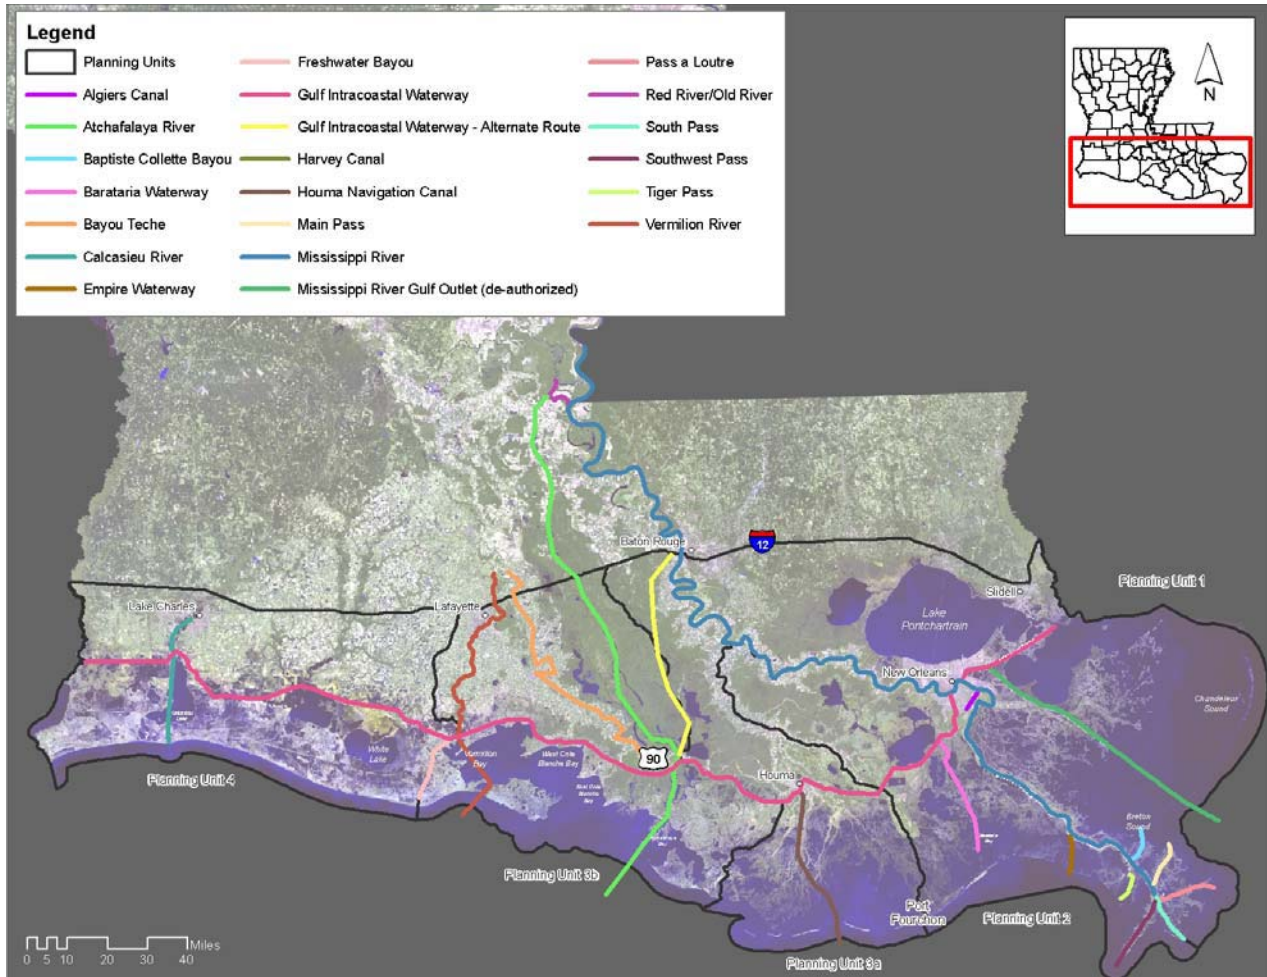 Legend
Planning Units
Algiers Canal
Atchafalaya River
Baptiste Collette Bayou
Barataria Waterway
Bayou Teche
Calcasieu River
Empire Waterway
Freshwater Bayou
Gulf Intracoastal Waterway
Gulf Intracoastal Waterway - Alternate Route
Harvey Canal
Houma Navigation Canal
Main Pass
Mississippi River
Mississippi River Gulf Outlet (de-authorized)
Pass a Loutre
Red River/Old River
South Pass
Southwest Pass
Tiger Pass
Vermilion River
N
Baton Rouge
12
Planning Unit 1
Slidell
Lake Charles
Lafayette
Lake
Pontchartrain
New Orleans
Chandeleur
Sound
White
Lake
Vermilion
Bay
West Cote
Blanche Bay
90
East Cote
Blanche
Bay
Planning Unit 4
Houma
Breton
Sound
Planning Unit 3b
Port
Fourchon
Planning Unit 2
Planning Unit 3a
Miles
0 5 10 20 30 40